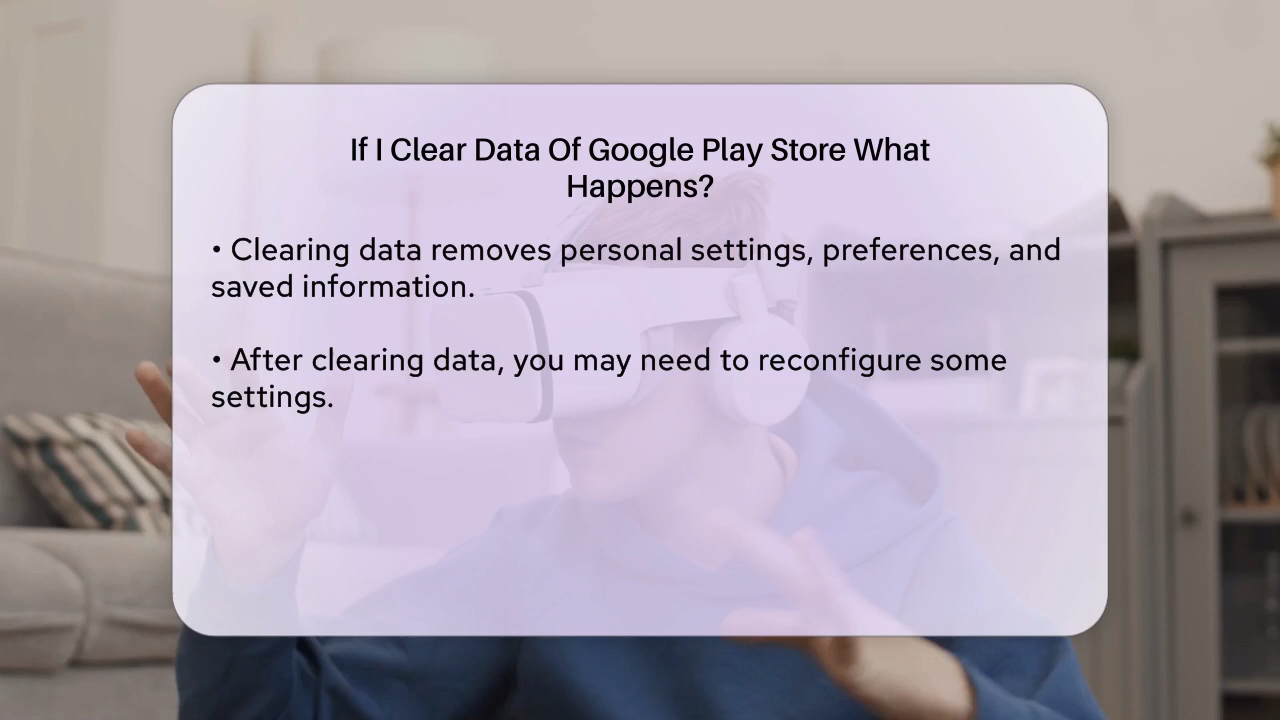 If I Clear Data Of Google Play Store What
Happens?
• Clearing data removes personal settings, preferences, and
saved information.
• After clearing data, you may need to reconfigure some
settings.